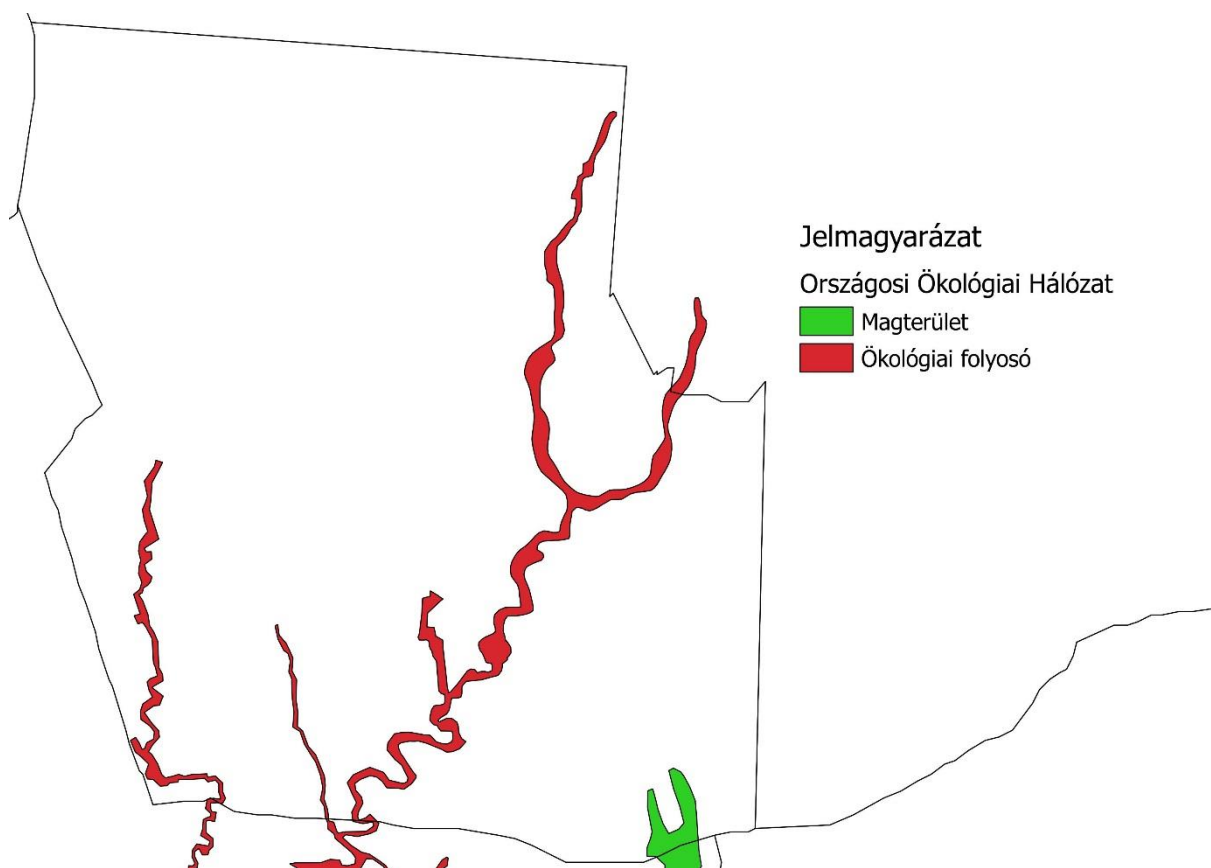 Jelmagyarázat
Országosi Ökológiai Hálózat
Magterület
Ökológiai folyosó